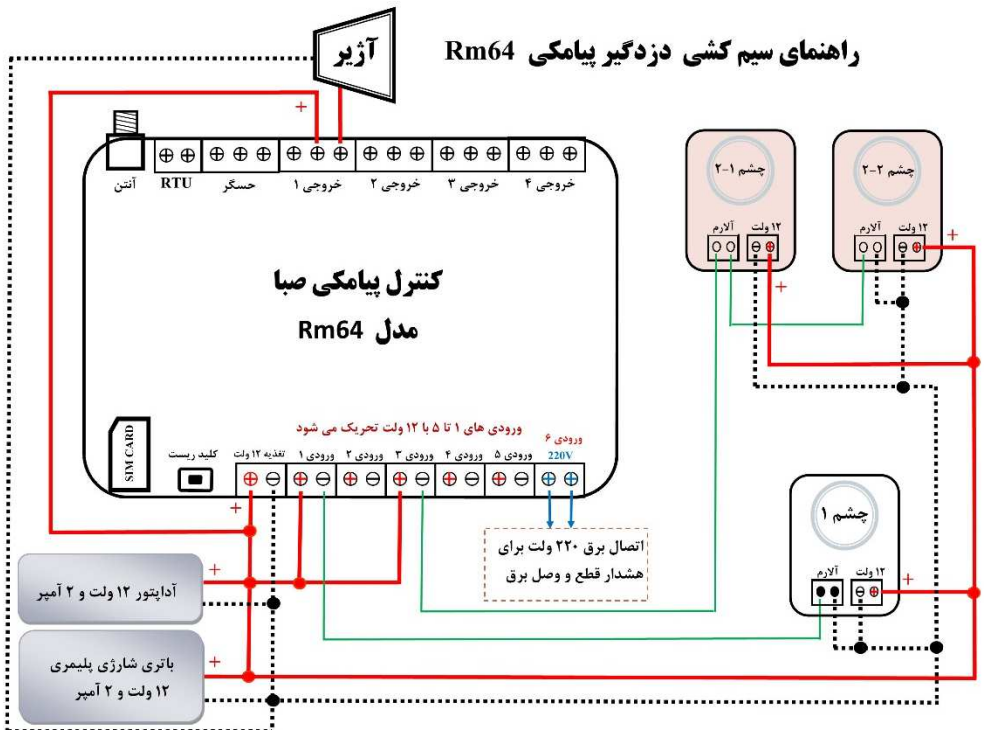 راهنمای سیم کشی دزدگیر پیامکی Rm64
آژیر
+
آنتن
RTU
حسگر
خروجی ۱
خروجی ۲
خروجی ۳
خروجی ۴
کنترل پیامکی صبا
مدل Rm64
ورودی های ۱ تا ۵ با ۱۲ ولت تحریک می شود
SIM CARD
کلید ریست
تغذیه ۱۲ ولت
ورودی ۱
ورودی ۲
ورودی ۳
ورودی ۴
ورودی ۵
ورودی ۶
220V
+
اتصال برق ۲۲۰ ولت برای
هشدار قطع و وصل برق
آداپتور ۱۲ ولت و ۲ آمپر
+
باتری شارژی پلیمری
۱۲ ولت و ۲ آمپر
+
چشم ۱-۲
آلارم
۱۲ ولت
+
چشم ۲-۲
آلارم
۱۲ ولت
+
چشم ۱
آلارم
۱۲ ولت
+